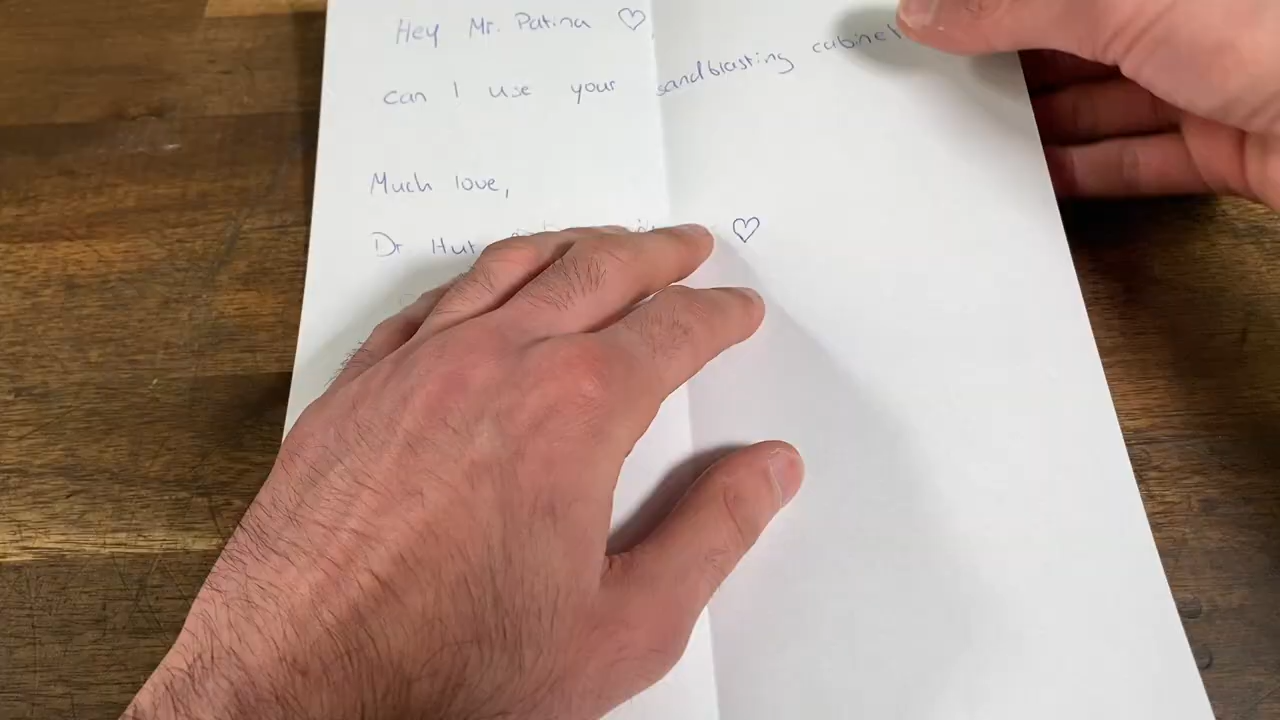 Hey Mr. Patina ♡
can I use your sandblasting cabinet
Much love,
Dr Hut ♡